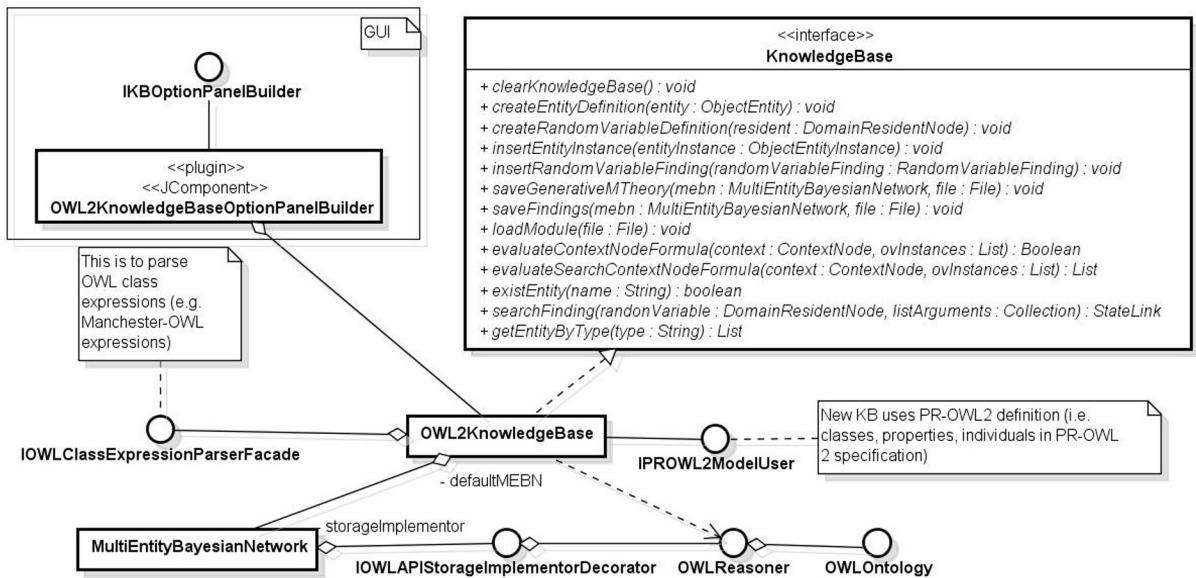 GUI
IKBOptionPanelBuilder
<<plugin>>
<<JComponent>>
OWL2KnowledgeBaseOptionPanelBuilder
<<interface>>
KnowledgeBase
+ clearKnowledgeBase() : void
+ createEntityDefinition(entity : ObjectEntity) : void
+ createRandomVariableDefinition(resident : DomainResidentNode) : void
+ insertEntityInstance(entityInstance : ObjectEntityInstance) : void
+ insertRandomVariableFinding(randomVariableFinding : RandomVariableFinding) : void
+ saveGenerativeMTheory(mebn : MultiEntityBayesianNetwork, file : File) : void
+ saveFindings(mebn : MultiEntityBayesianNetwork, file : File) : void
+ loadModule(file : File) : void
+ evaluateContextNodeFormula(context : ContextNode, ovInstances : List) : Boolean
+ evaluateSearchContextNodeFormula(context : ContextNode, ovInstances : List) : List
+ existEntity(name : String) : boolean
+ searchFinding(randonVariable : DomainResidentNode, listArguments : Collection) : StateLink
+ getEntityByType(type : String) : List
This is to parse
OWL class
expressions (e.g.
Manchester-OWL
expressions)
IOWLClassExpressionParserFacade
OWL2KnowledgeBase
IPROWL2ModelUser
New KB uses PR-OWL2 definition (i.e.
classes, properties, individuals in PR-OWL
2 specification)
- defaultMEBN
MultiEntityBayesianNetwork
- storageImplementor
IOWLAPIStorageImplementorDecorator
OWLReasoner
OWLOntology